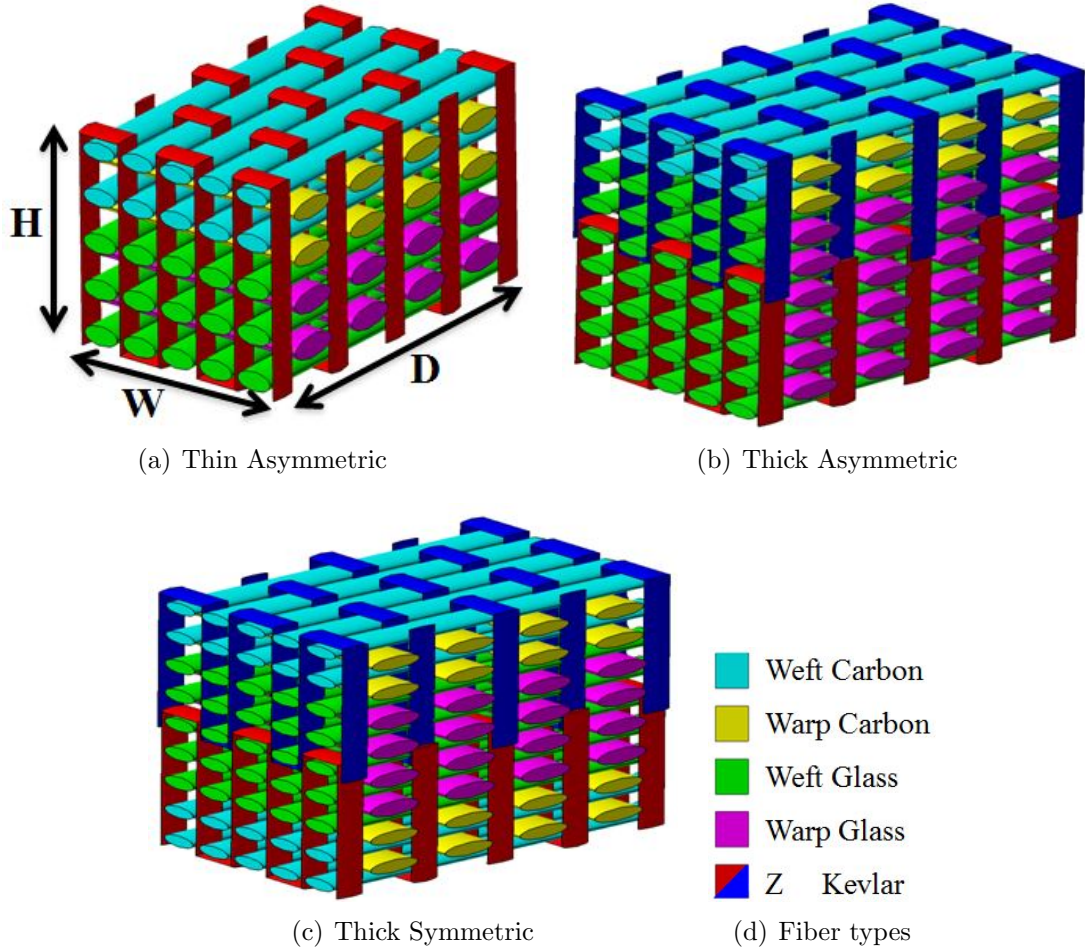 H
W
D
(a) Thin Asymmetric
(b) Thick Asymmetric
Weft Carbon
Warp Carbon
Weft Glass
Warp Glass
Z Kevlar
(c) Thick Symmetric
(d) Fiber types